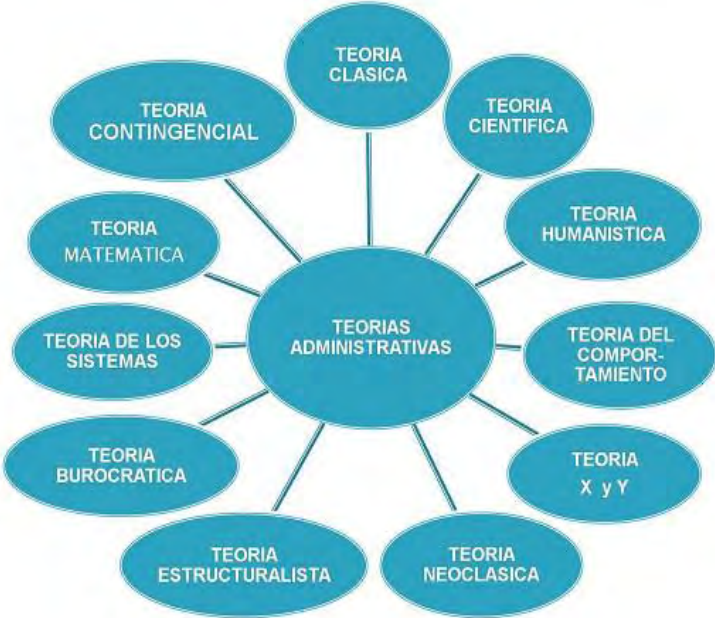 TEORIA
CLASICA
TEORIA
CIENTIFICA
TEORIA
HUMANISTICA
TEORIA DEL
COMPOR-
TAMIENTO
TEORIA
X y Y
TEORIA
NEOCLASICA
TEORIA
ESTRUCTURALISTA
TEORIA
BUROCRATICA
TEORIA DE LOS
SISTEMAS
TEORIA
MATEMATICA
TEORIA
CONTINGENCIAL
TEORIAS
ADMINISTRATIVAS